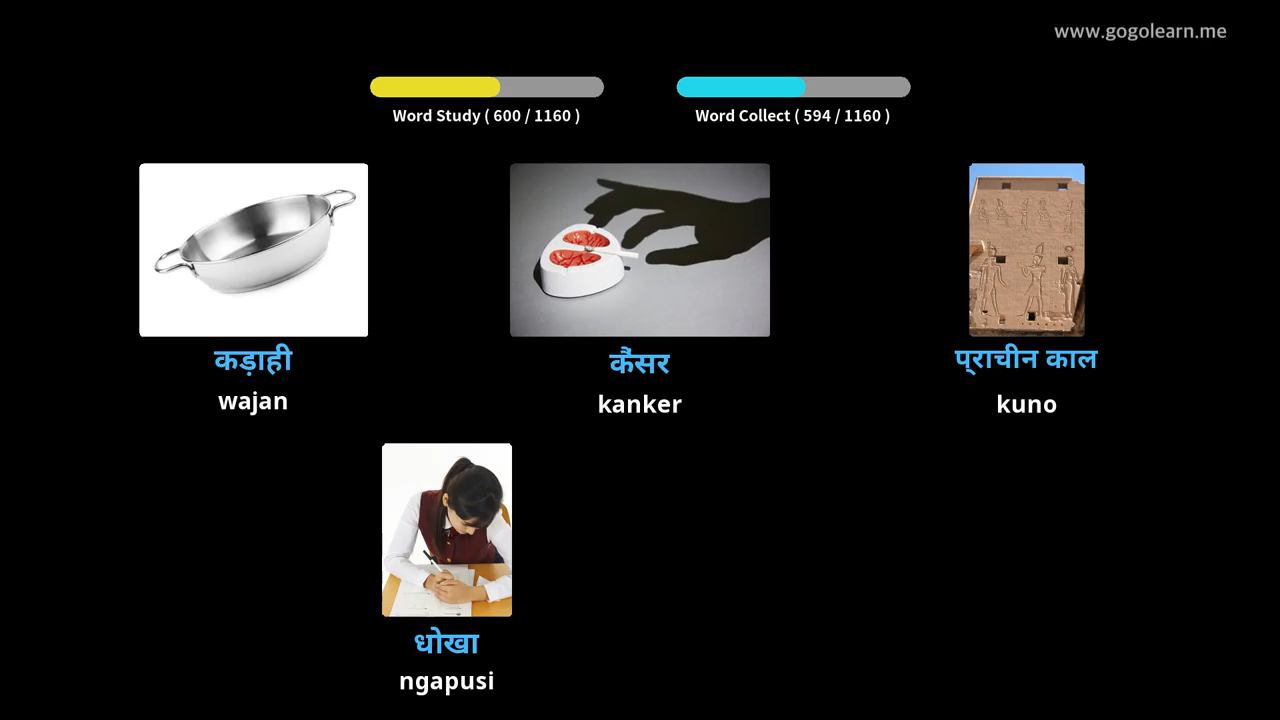 www.gogolearn.me
Word Study ( 600 / 1160 )
Word Collect ( 594 / 1160 )
कड़ाही
wajan
कैंसर
kanker
प्राचीन काल
kuno
धोखा
ngapusi